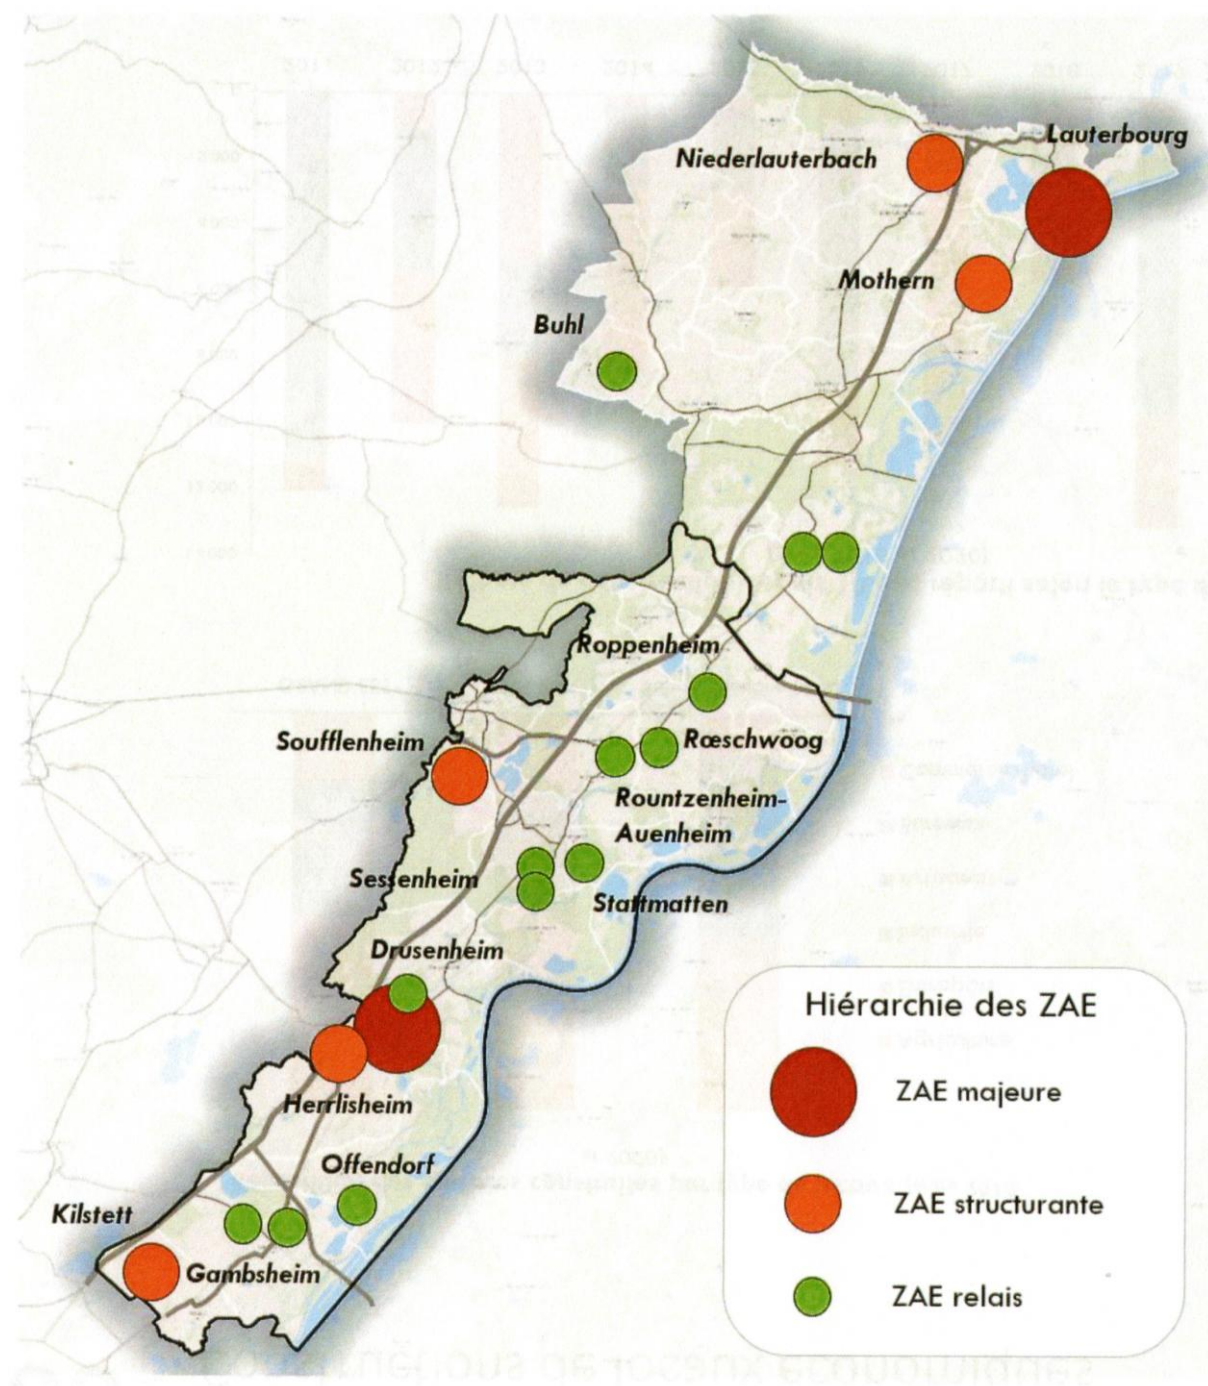 Lauterbourg
Niederlauterbach
Mothern
Buhl
Roppenheim
Soufflenheim
Rœschwoog
Rountzenheim-
Auenheim
Sessenheim
Stattmatten
Drusenheim
Herrlisheim
Offendorf
Kilstett
Gambsheim
Hiérarchie des ZAE
ZAE majeure
ZAE structurante
ZAE relais